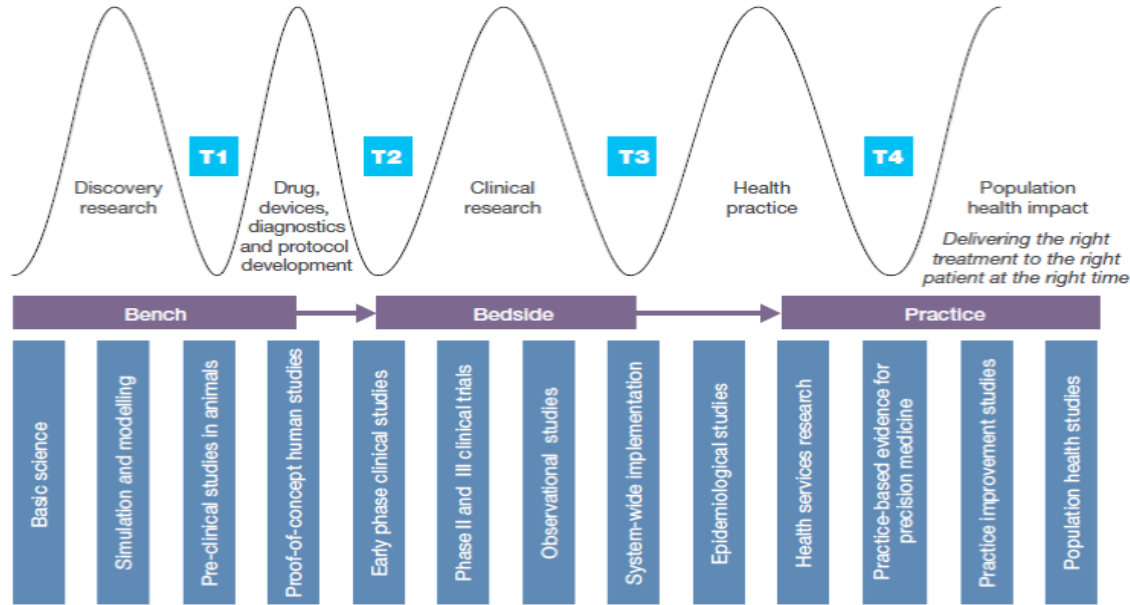 T1
T2
T3
T4
Discovery
research
Drug,
devices,
diagnostics
and protocol
development
Clinical
research
Health
practice
Population
health impact
Delivering the right
treatment to the right
patient at the right time
Bench
Bedside
Practice
Basic science
Simulation and modelling
Pre-clinical studies in animals
Proof-of-concept human studies
Early phase clinical studies
Phase II and III clinical trials
Observational studies
System-wide implementation
Epidemiological studies
Health services research
Practice-based evidence for
precision medicine
Practice improvement studies
Population health studies